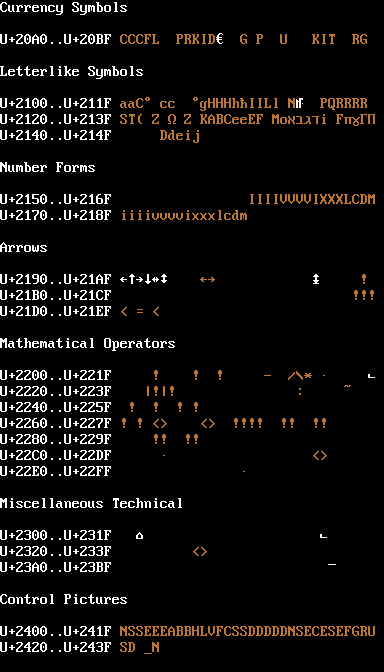 Currency Symbols
U+20A0..U+20BF CCCFL  PRKID€  G P  U   KIT  RG
Letterlike Symbols
U+2100..U+211F aaC° cc  °gHHHhħIILl N№  PQRRRR
U+2120..U+213F ST( Z Ω Z KABCeeEF Moאבגדi FπɣΓΠ
U+2140..U+214F      Ddeij
Number Forms
U+2150..U+216F                 IIIIVVVVIXXXLCDM
U+2170..U+218F iiiivvvvixxxlcdm
Arrows
U+2190..U+21AF ←↑→↓↔↕    ↔            ↨     !
U+21B0..U+21CF                              !!!
U+21D0..U+21EF < = <
Mathematical Operators
U+2200..U+221F     !    !  !     −  /\* ·     ∟
U+2220..U+223F    |!|!               :     ~
U+2240..U+225F  !  !  ! !
U+2260..U+227F ! ! <>    <>  !!!!  !!  !!
U+2280..U+229F     !!  !!
U+22C0..U+22DF      ·                  <>
U+22E0..U+22FF                ·
Miscellaneous Technical
U+2300..U+231F   ⌂                      ∟
U+2320..U+233F          <>
U+23A0..U+23BF                           ─
Control Pictures
U+2400..U+241F NSSEEEABBHLVFCSSDDDDDNSECESEFGRU
U+2420..U+243F SD _N